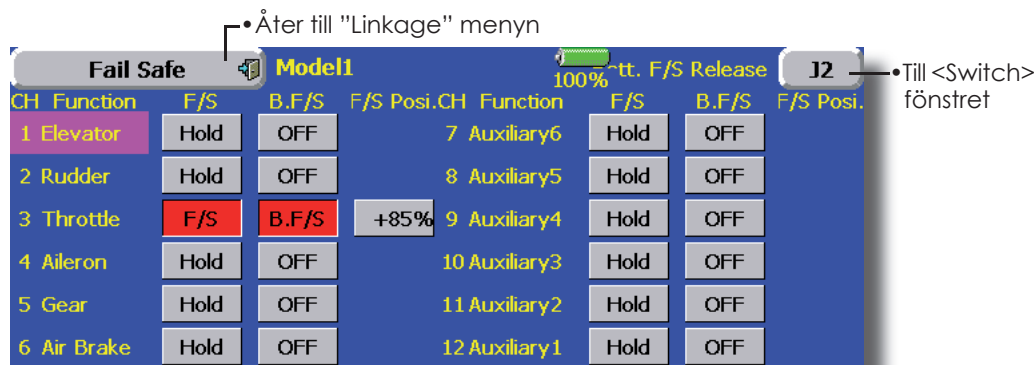 •Åter till ”Linkage” menyn
Fail Safe Model1 100% tt. F/S Release J2
•Till <Switch> fönstret
CH Function F/S B.F/S F/S Posi. CH Function F/S B.F/S F/S Posi.
1 Elevator Hold OFF 7 Auxiliary6 Hold OFF
2 Rudder Hold OFF 8 Auxiliary5 Hold OFF
3 Throttle F/S B.F/S +85% 9 Auxiliary4 Hold OFF
4 Aileron Hold OFF 10 Auxiliary3 Hold OFF
5 Gear Hold OFF 11 Auxiliary2 Hold OFF
6 Air Brake Hold OFF 12 Auxiliary1 Hold OFF